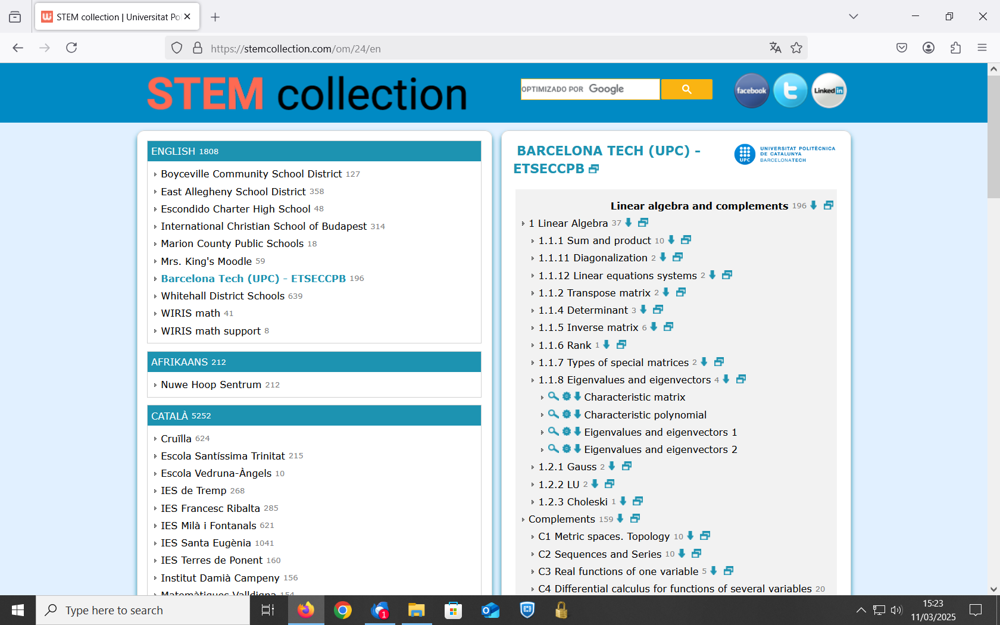 STEM collection | Universitat Po
https://stemcollection.com/om/24/en
STEM collection
OPTIMIZADO POR Google
facebook
Linked in
ENGLISH 1808
Boyceville Community School District 127
East Allegheny School District 358
Escondido Charter High School 48
International Christian School of Budapest 314
Marion County Public Schools 18
Mrs. King's Moodle 59
Barcelona Tech (UPC) - ETSECCPB 196
Whitehall District Schools 639
WIRIS math 41
WIRIS math support 8
AFRIKAANS 212
Nuwe Hoop Sentrum 212
CATALÀ 5252
Cruïlla 624
Escola Santíssima Trinitat 215
Escola Vedruna-Àngels 10
IES de Tremp 268
IES Francesc Ribalta 285
IES Milà i Fontanals 621
IES Santa Eugènia 1041
IES Terres de Ponent 160
Institut Damià Campeny 156
Matemàtiques Valldigna 154
BARCELONA TECH (UPC) -
ETSECCPB
UPC
UNIVERSITAT POLITÈCNICA
DE CATALUNYA
BARCELONATECH
Linear algebra and complements 196
1 Linear Algebra 37
1.1.1 Sum and product 10
1.1.11 Diagonalization 2
1.1.12 Linear equations systems 2
1.1.2 Transpose matrix 2
1.1.4 Determinant 3
1.1.5 Inverse matrix 6
1.1.6 Rank 1
1.1.7 Types of special matrices 2
1.1.8 Eigenvalues and eigenvectors 4
Characteristic matrix
Characteristic polynomial
Eigenvalues and eigenvectors 1
Eigenvalues and eigenvectors 2
1.2.1 Gauss 2
1.2.2 LU 2
1.2.3 Choleski 1
Complements 159
C1 Metric spaces. Topology 10
C2 Sequences and Series 10
C3 Real functions of one variable 5
C4 Differential calculus for functions of several variables 20
Type here to search
1
15:23
11/03/2025